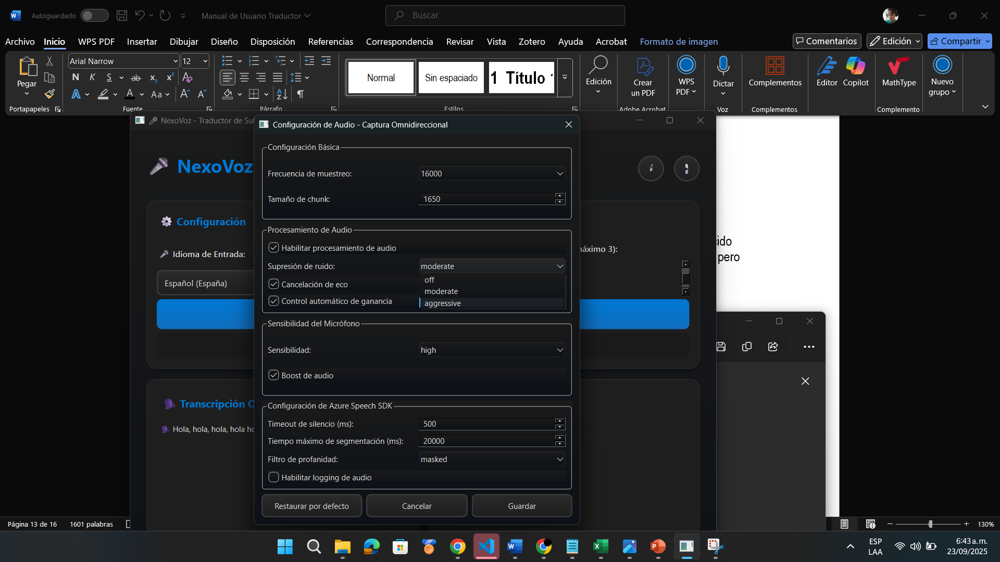 Autoguardado
Manual de Usuario Traductor
Buscar
Archivo Inicio WPS PDF Insertar Dibujar Diseño Disposición Referencias Correspondencia Revisar Vista Zotero Ayuda Acrobat Formato de imagen
Comentarios Edición Compartir
Pegar
Portapapeles
Arial Narrow 12
N K S ab x₂ x² A
A A Aa A A
Fuente
Párrafo
Normal
Sin espaciado
1 Título
Estilos
Edición
Crear
un PDF
Adobe Acrobat
WPS
PDF
Dictar
Voz
Complementos
Complementos
Editor
Copilot
MathType
Complemento
Nuevo
grupo
NexoVoz - Traductor de Su
NexoVoz
Configuración
Idioma de Entrada:
Español (España)
áximo 3):
Transcripción O
Hola, hola, hola, hola ho
Configuración de Audio - Captura Omnidireccional
Configuración Básica
Frecuencia de muestreo: 16000
Tamaño de chunk: 1650
Procesamiento de Audio
Habilitar procesamiento de audio
Supresión de ruido: moderate
off
moderate
aggressive
Cancelación de eco
Control automático de ganancia
Sensibilidad del Micrófono
Sensibilidad: high
Boost de audio
Configuración de Azure Speech SDK
Timeout de silencio (ms): 500
Tiempo máximo de segmentación (ms): 20000
Filtro de profanidad: masked
Habilitar logging de audio
Restaurar por defecto Cancelar Guardar
ido
pero
Página 13 de 16 1601 palabras
130%
ESP
LAA
6:43 a. m.
23/09/2025